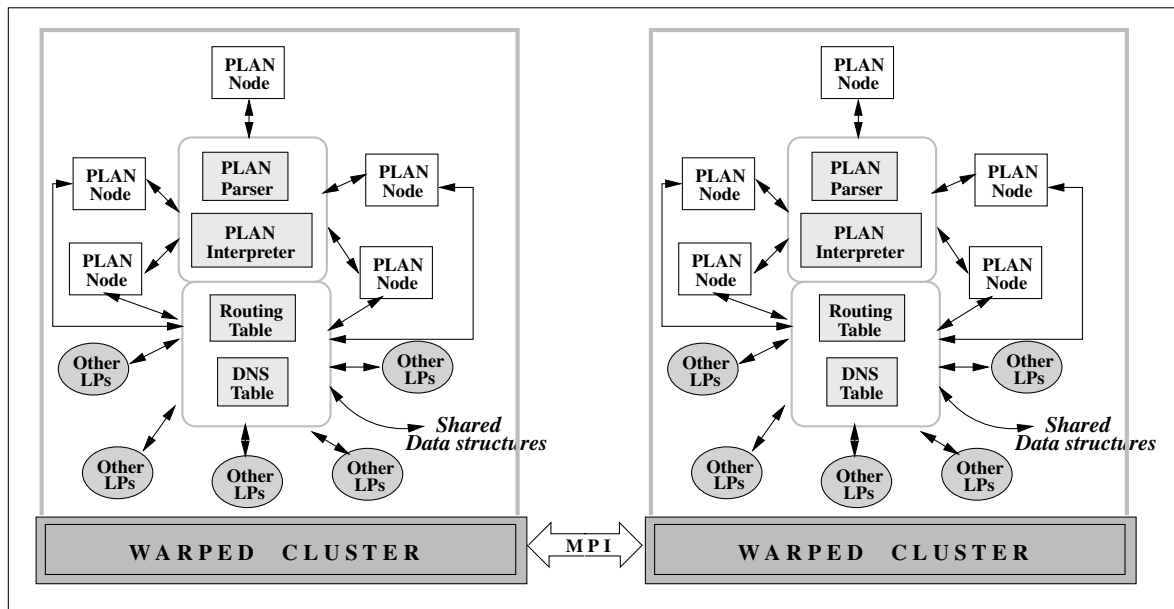 PLAN
Node
PLAN
Parser
PLAN
Node
PLAN
Node
PLAN
Interpreter
PLAN
Node
PLAN
Node
Routing
Table
Other
LPs
DNS
Table
Other
LPs
Shared
Data structures
Other
LPs
Other
LPs
Other
LPs
WARPED CLUSTER
MPI
PLAN
Node
PLAN
Parser
PLAN
Node
PLAN
Node
PLAN
Interpreter
PLAN
Node
PLAN
Node
Routing
Table
Other
LPs
DNS
Table
Other
LPs
Shared
Data structures
Other
LPs
Other
LPs
Other
LPs
WARPED CLUSTER